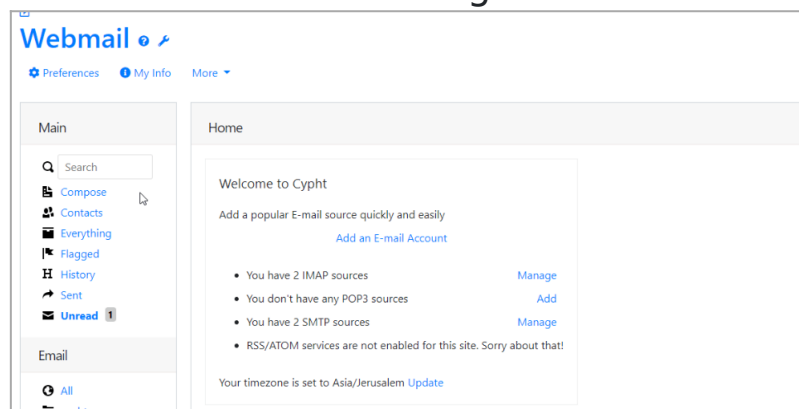 Webmail
Preferences My Info More
Main
Search
Compose
Contacts
Everything
Flagged
History
Sent
Unread 1
Email
All
Home
Welcome to Cypht
Add a popular E-mail source quickly and easily
Add an E-mail Account
You have 2 IMAP sources Manage
You don't have any POP3 sources Add
You have 2 SMTP sources Manage
RSS/ATOM services are not enabled for this site. Sorry about that!
Your timezone is set to Asia/Jerusalem Update